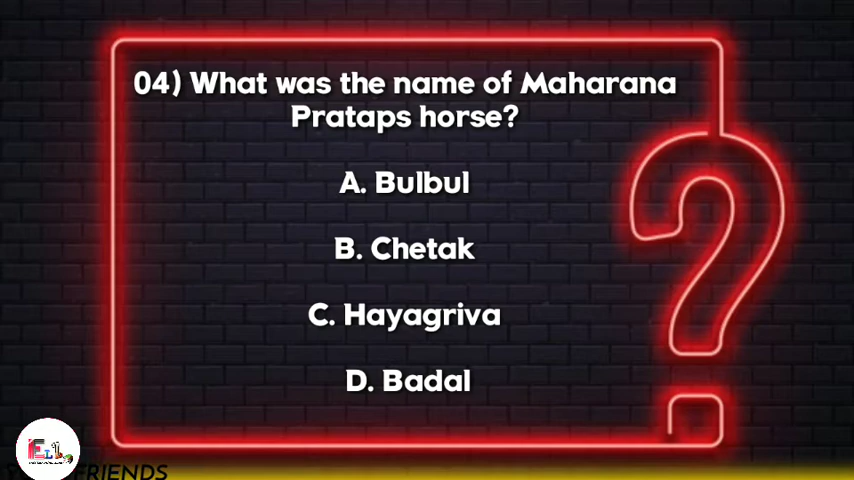 04) What was the name of Maharana
Prataps horse?
A. Bulbul
B. Chetak
C. Hayagriva
D. Badal
FRIENDS